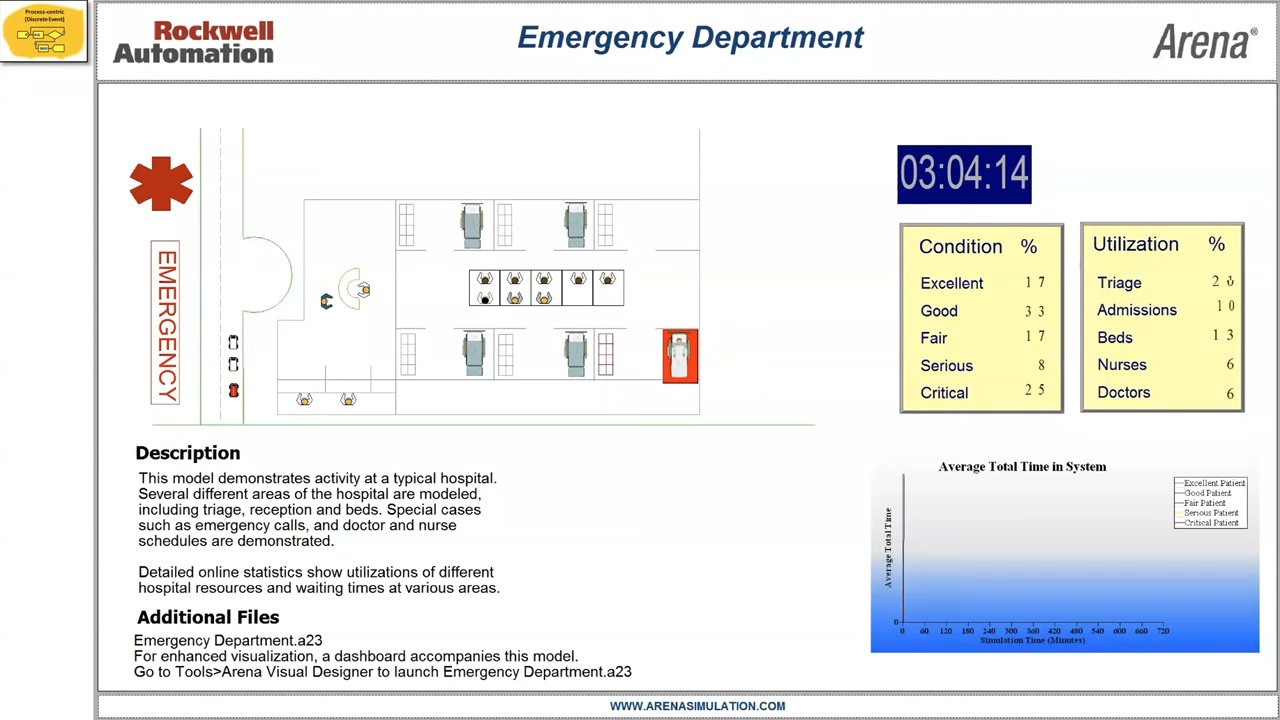 Process-centric
(Discrete Event)
Rockwell
Automation
Emergency Department
Arena®
EMERGENCY
03:04:14
Condition %
Excellent 17
Good 33
Fair 17
Serious 8
Critical 25
Utilization %
Triage
Admissions 10
Beds 13
Nurses 6
Doctors 6
Description
This model demonstrates activity at a typical hospital.
Several different areas of the hospital are modeled,
including triage, reception and beds. Special cases
such as emergency calls, and doctor and nurse
schedules are demonstrated.
Detailed online statistics show utilizations of different
hospital resources and waiting times at various areas.
Additional Files
Emergency Department.a23
For enhanced visualization, a dashboard accompanies this model.
Go to Tools>Arena Visual Designer to launch Emergency Department.a23
Average Total Time in System
Average Total Time
Excellent Patient
Good Patient
Fair Patient
Serious Patient
Critical Patient
0
0 60 120 180 240 300 360 420 480 540 600 660 720
Simulation Time (Minutes)
WWW.ARENASIMULATION.COM